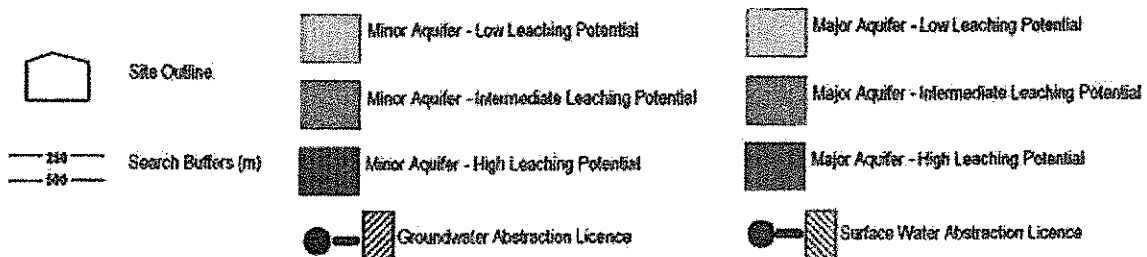 Site Outline
250
500
Search Buffers (m)
Minor Aquifer - Low Leaching Potential
Minor Aquifer - Intermediate Leaching Potential
Minor Aquifer - High Leaching Potential
Groundwater Abstraction Licence
Major Aquifer - Low Leaching Potential
Major Aquifer - Intermediate Leaching Potential
Major Aquifer - High Leaching Potential
Surface Water Abstraction Licence